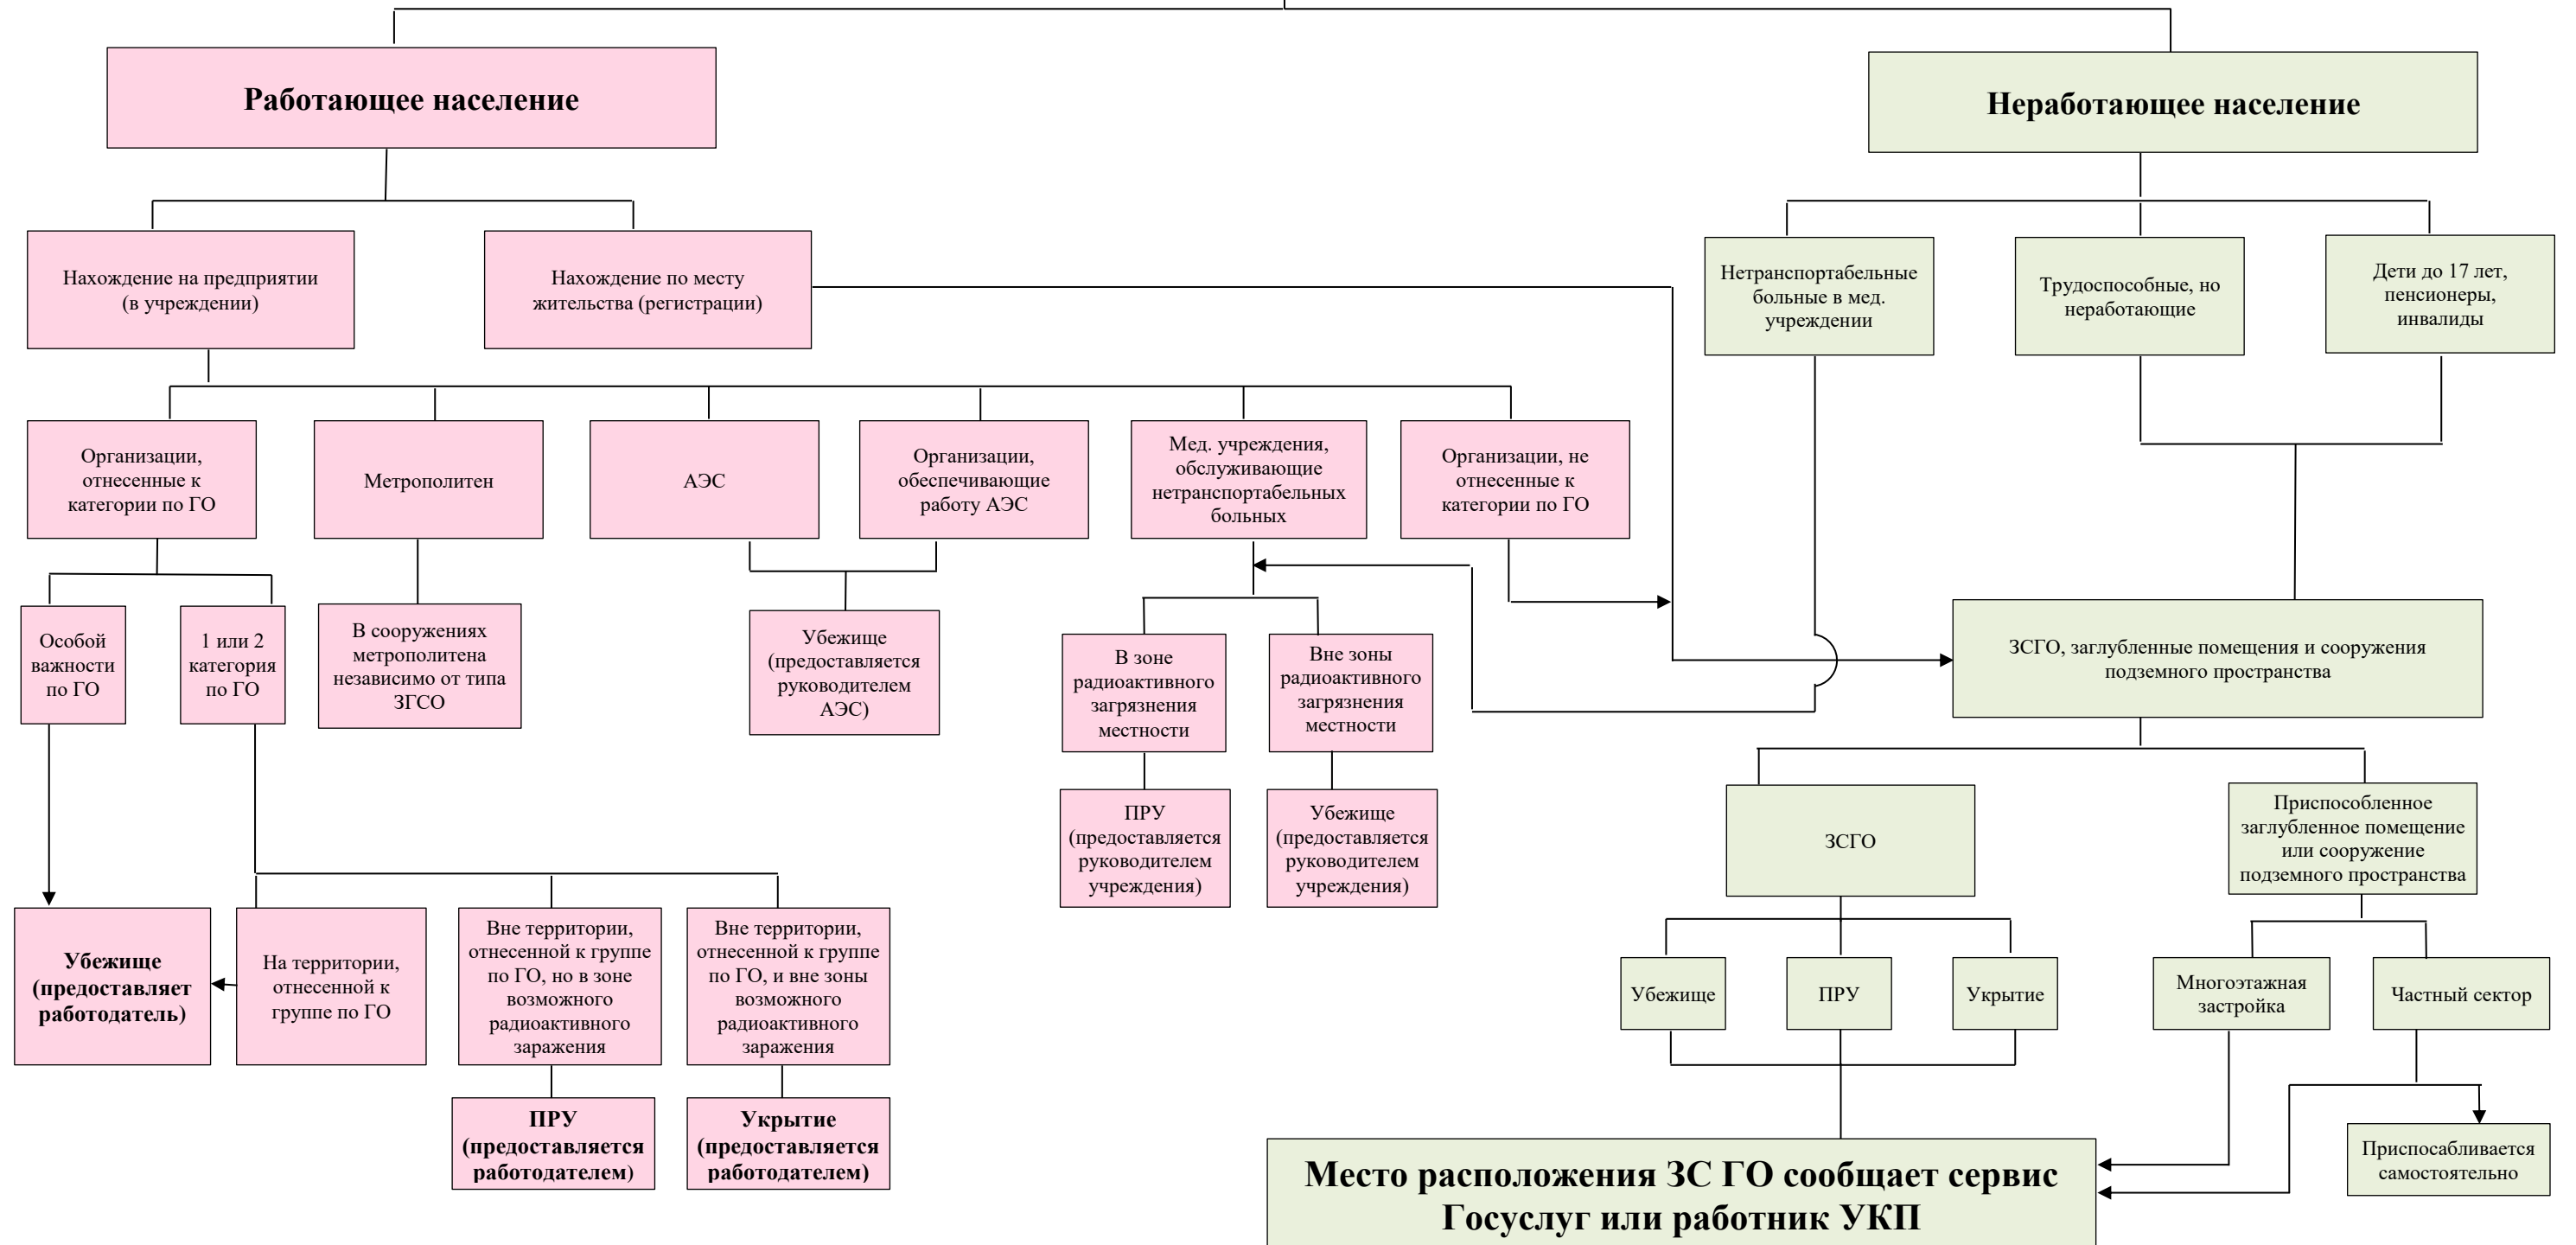 Работающее население
Неработающее население
Нахождение на предприятии
(в учреждении)
Нахождение по месту
жительства (регистрации)
Нетранспортабельные
больные в мед.
учреждении
Трудоспособные, но
неработающие
Дети до 17 лет,
пенсионеры,
инвалиды
Организации,
отнесенные к
категории по ГО
Метрополитен
АЭС
Организации,
обеспечивающие
работу АЭС
Мед. учреждения,
обслуживающие
нетранспортабельных
больных
Организации, не
отнесенные к
категории по ГО
Особой
важности
по ГО
1 или 2
категория
по ГО
В сооружениях
метрополитена
независимо от типа
ЗГСО
Убежище
(предоставляется
руководителем
АЭС)
В зоне
радиоактивного
загрязнения
местности
Вне зоны
радиоактивного
загрязнения
местности
ЗСГО, заглубленные помещения и сооружения
подземного пространства
ПРУ
(предоставляется
руководителем
учреждения)
Убежище
(предоставляется
руководителем
учреждения)
ЗСГО
Приспособленное
заглубленное помещение
или сооружение
подземного пространства
Убежище
(предоставляет
работодатель)
На территории,
отнесенной к
группе по ГО
Вне территории,
отнесенной к группе
по ГО, но в зоне
возможного
радиоактивного
заражения
Вне территории,
отнесенной к группе
по ГО, и вне зоны
возможного
радиоактивного
заражения
Убежище
ПРУ
Укрытие
Многоэтажная
застройка
Частный сектор
ПРУ
(предоставляется
работодателем)
Укрытие
(предоставляется
работодателем)
Приспосабливается
самостоятельно
Место расположения ЗС ГО сообщает сервис
Госуслуг или работник УКП